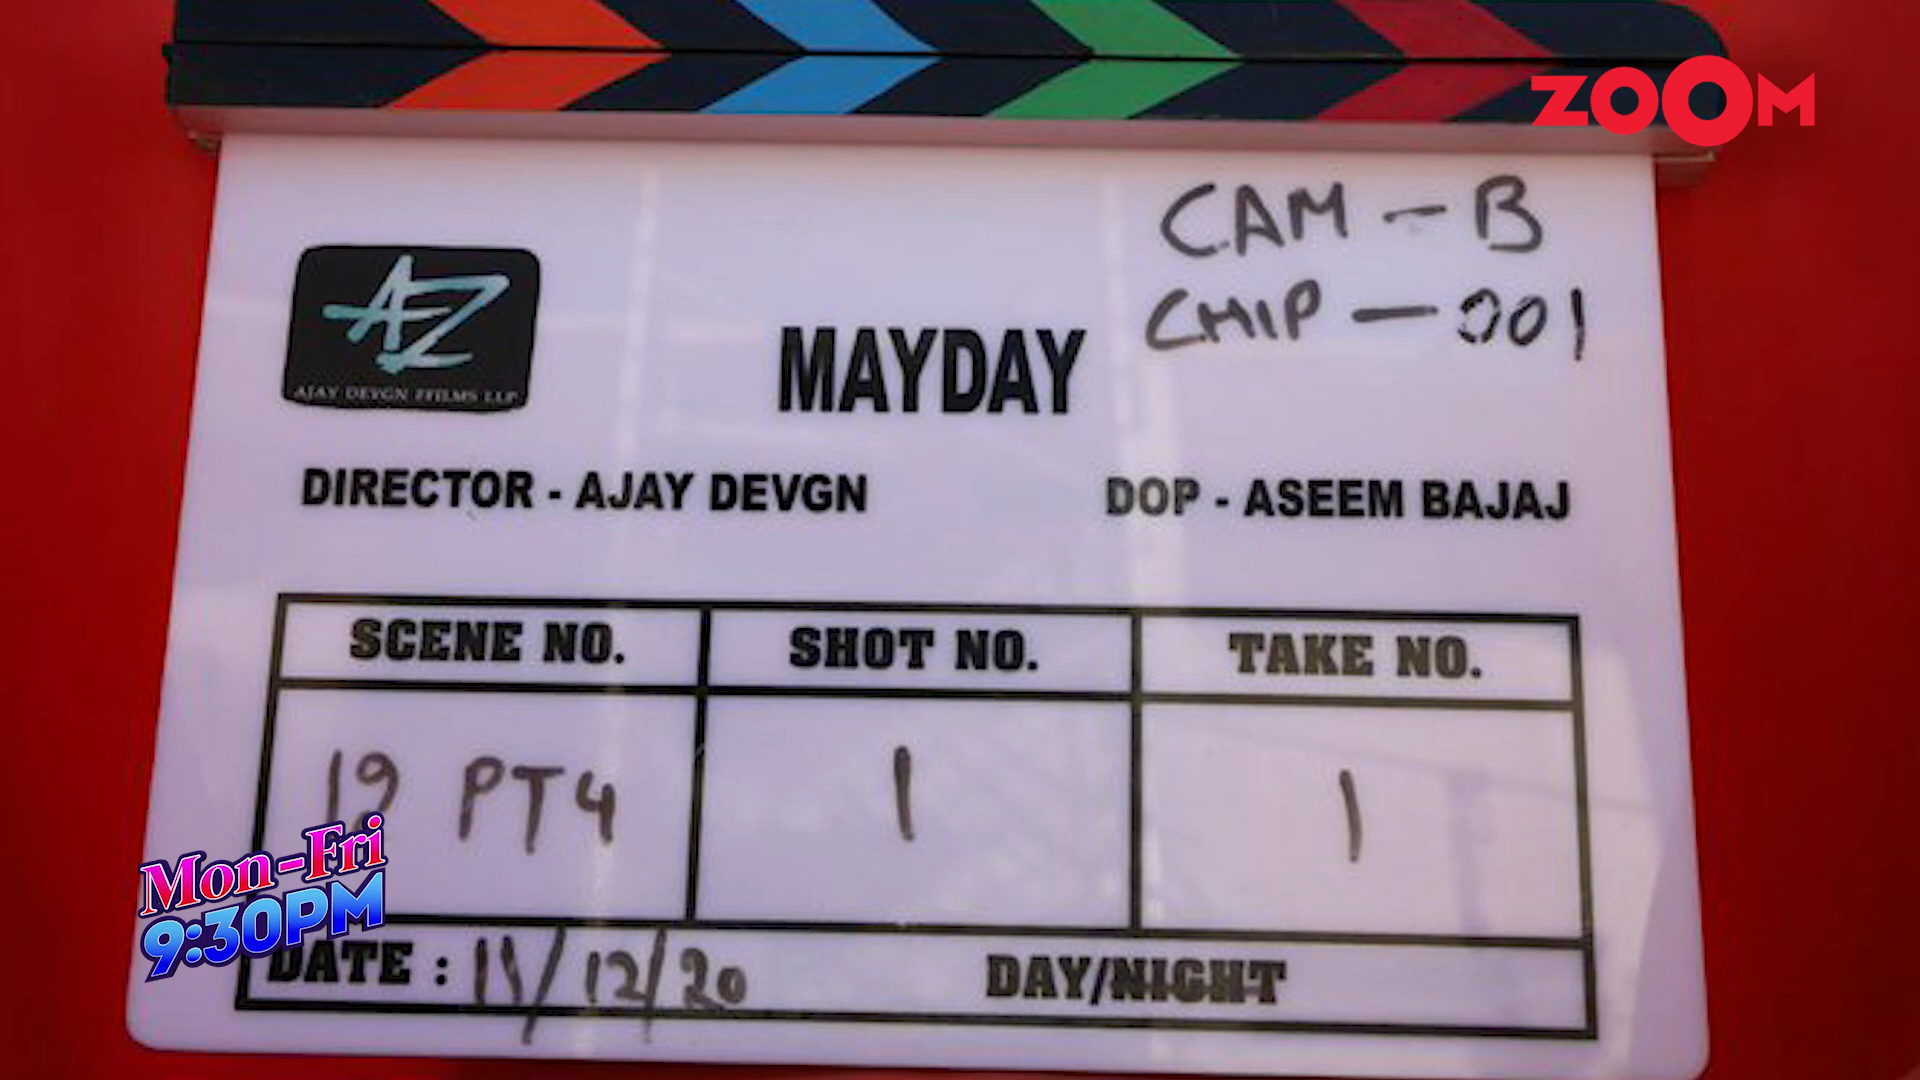 ZOOM
CAM - B
CHIP - 001
AJAY DEVGN FFILMS LLP
MAYDAY
DIRECTOR - AJAY DEVGN
DOP - ASEEM BAJAJ
SCENE NO. SHOT NO. TAKE NO.
19 PT4 1 1
Mon-Fri
9:30PM
DATE : 11/12/20 DAY/NIGHT